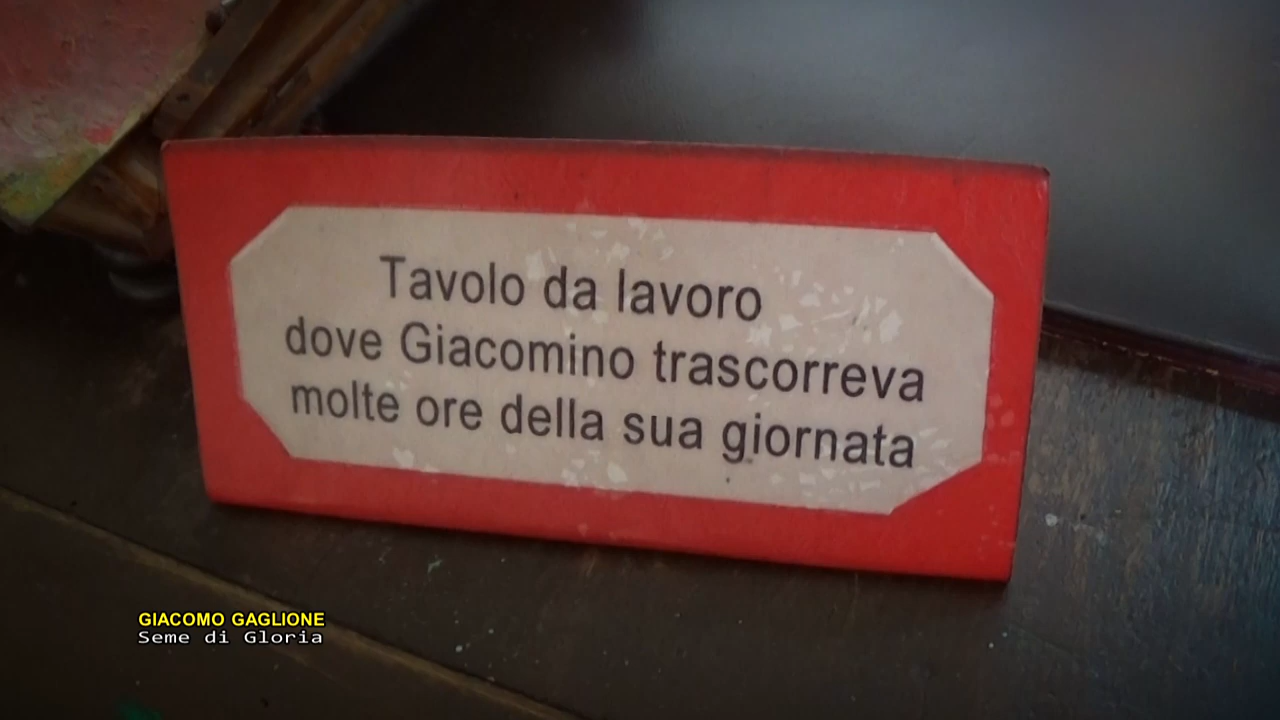 Tavolo da lavoro
dove Giacomino trascorreva
molte ore della sua giornata
GIACOMO GAGLIONE
Seme di Gloria